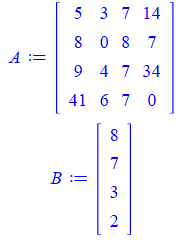 A := [ 5 3 7 14
8 0 8 7
9 4 7 34
41 6 7 0 ]
B := [ 8
7
3
2 ]